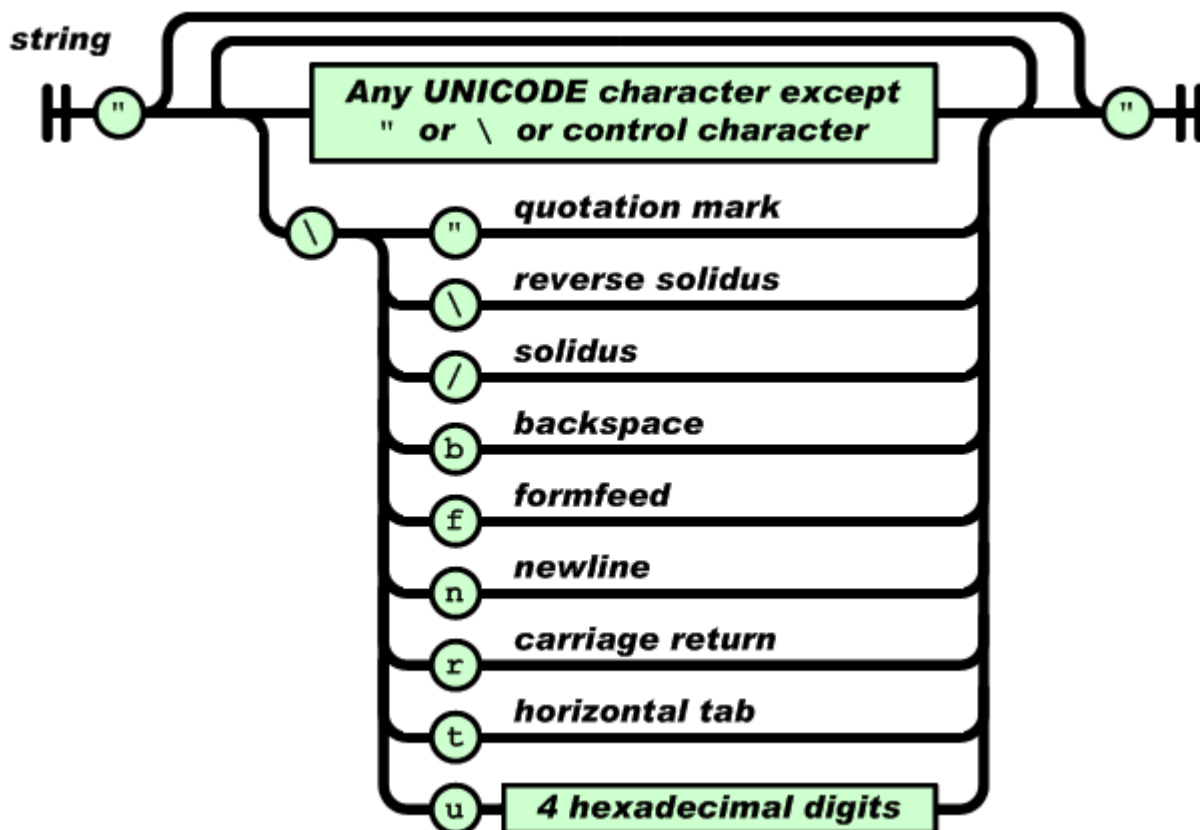 string
"
Any UNICODE character except
" or \ or control character
"
\
" quotation mark
\ reverse solidus
/ solidus
b backspace
f formfeed
n newline
r carriage return
t horizontal tab
u 4 hexadecimal digits